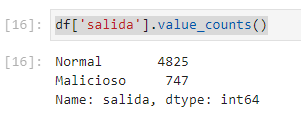 [16]: df['salida'].value_counts()
[16]: Normal 4825
Malicioso 747
Name: salida, dtype: int64